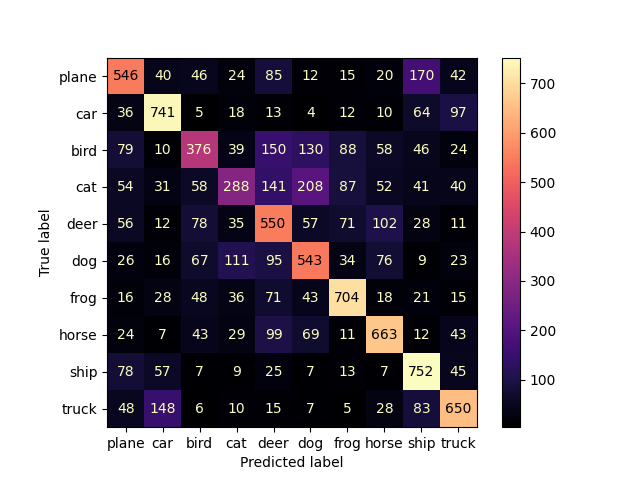 plane 546 40 46 24 85 12 15 20 170 42
car 36 741 5 18 13 4 12 10 64 97
bird 79 10 376 39 150 130 88 58 46 24
cat 54 31 58 288 141 208 87 52 41 40
deer 56 12 78 35 550 57 71 102 28 11
dog 26 16 67 111 95 543 34 76 9 23
frog 16 28 48 36 71 43 704 18 21 15
horse 24 7 43 29 99 69 11 663 12 43
ship 78 57 7 9 25 7 13 7 752 45
truck 48 148 6 10 15 7 5 28 83 650
plane car bird cat deer dog frog horse ship truck
Predicted label
True label
700
600
500
400
300
200
100